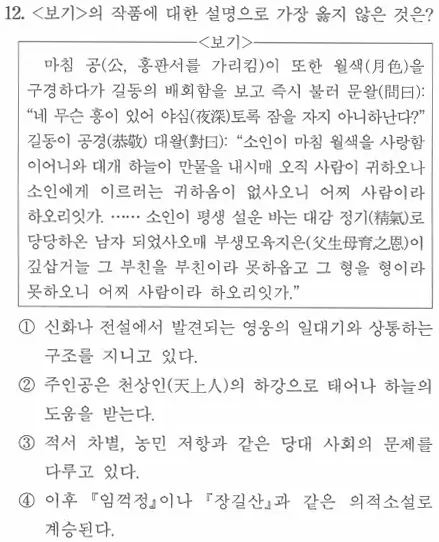 12. <보기>의 작품에 대한 설명으로 가장 옳지 않은 것은?
<보기>
마침 공(公, 홍판서를 가리킴)이 또한 월색(月色)을
구경하다가 길동의 배회함을 보고 즉시 불러 문왈(問曰):
“네 무슨 흥이 있어 야심(夜深)토록 잠을 자지 아니하난다?”
길동이 공경(恭敬) 대왈(對曰): “소인이 마침 월색을 사랑함
이어니와 대개 하늘이 만물을 내시매 오직 사람이 귀하오나
소인에게 이르러는 귀하옴이 없사오니 어찌 사람이라
하오리잇가. …… 소인이 평생 설운 바는 대감 정기(精氣)로
당당하온 남자 되었사오매 부생모육지은(父生母育之恩)이
깊삽거늘 그 부친을 부친이라 못하옵고 그 형을 형이라
못하오니 어찌 사람이라 하오리잇가.”
① 신화나 전설에서 발견되는 영웅의 일대기와 상통하는
구조를 지니고 있다.
② 주인공은 천상인(天上人)의 하강으로 태어나 하늘의
도움을 받는다.
③ 적서 차별, 농민 저항과 같은 당대 사회의 문제를
다루고 있다.
④ 이후 『임꺽정』이나 『장길산』과 같은 의적소설로
계승된다.